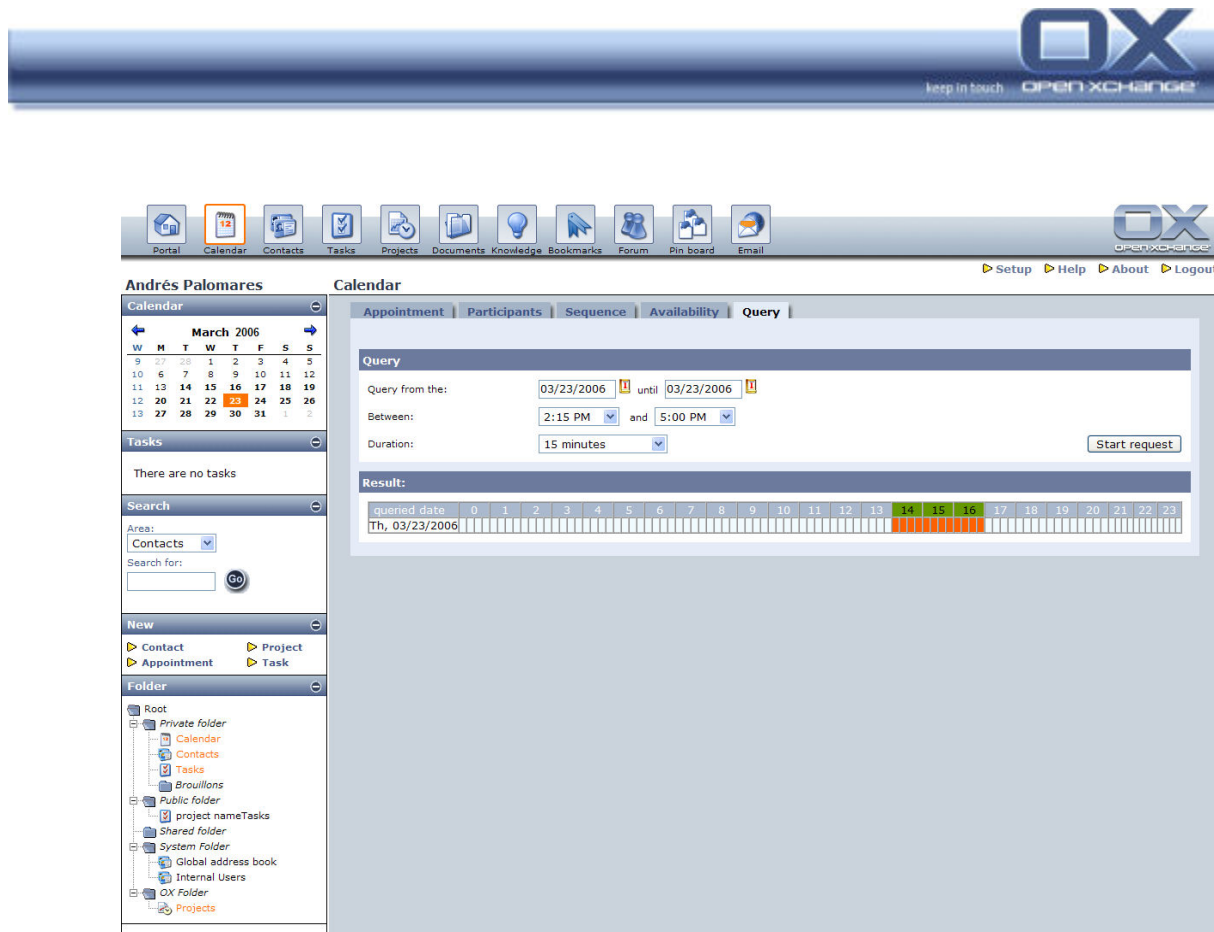 OX
keep in touch OPEN·XCHANGE
Portal Calendar Contacts Tasks Projects Documents Knowledge Bookmarks Forum Pin board Email
OX
OPEN·XCHANGE
Setup Help About Logout
Andrés Palomares
Calendar
Calendar
March 2006
W M T W T F S S
9 27 28 1 2 3 4 5
10 6 7 8 9 10 11 12
11 13 14 15 16 17 18 19
12 20 21 22 23 24 25 26
13 27 28 29 30 31 1 2
Tasks
There are no tasks
Search
Area:
Contacts
Search for:
Go
New
Contact Project
Appointment Task
Folder
Root
Private folder
Calendar
Contacts
Tasks
Brouillons
Public folder
project nameTasks
Shared folder
System Folder
Global address book
Internal Users
OX Folder
Projects
Appointment Participants Sequence Availability Query
Query
Query from the: 03/23/2006 until 03/23/2006
Between: 2:15 PM and 5:00 PM
Duration: 15 minutes
Start request
Result:
queried date 0 1 2 3 4 5 6 7 8 9 10 11 12 13 14 15 16 17 18 19 20 21 22 23
Th, 03/23/2006